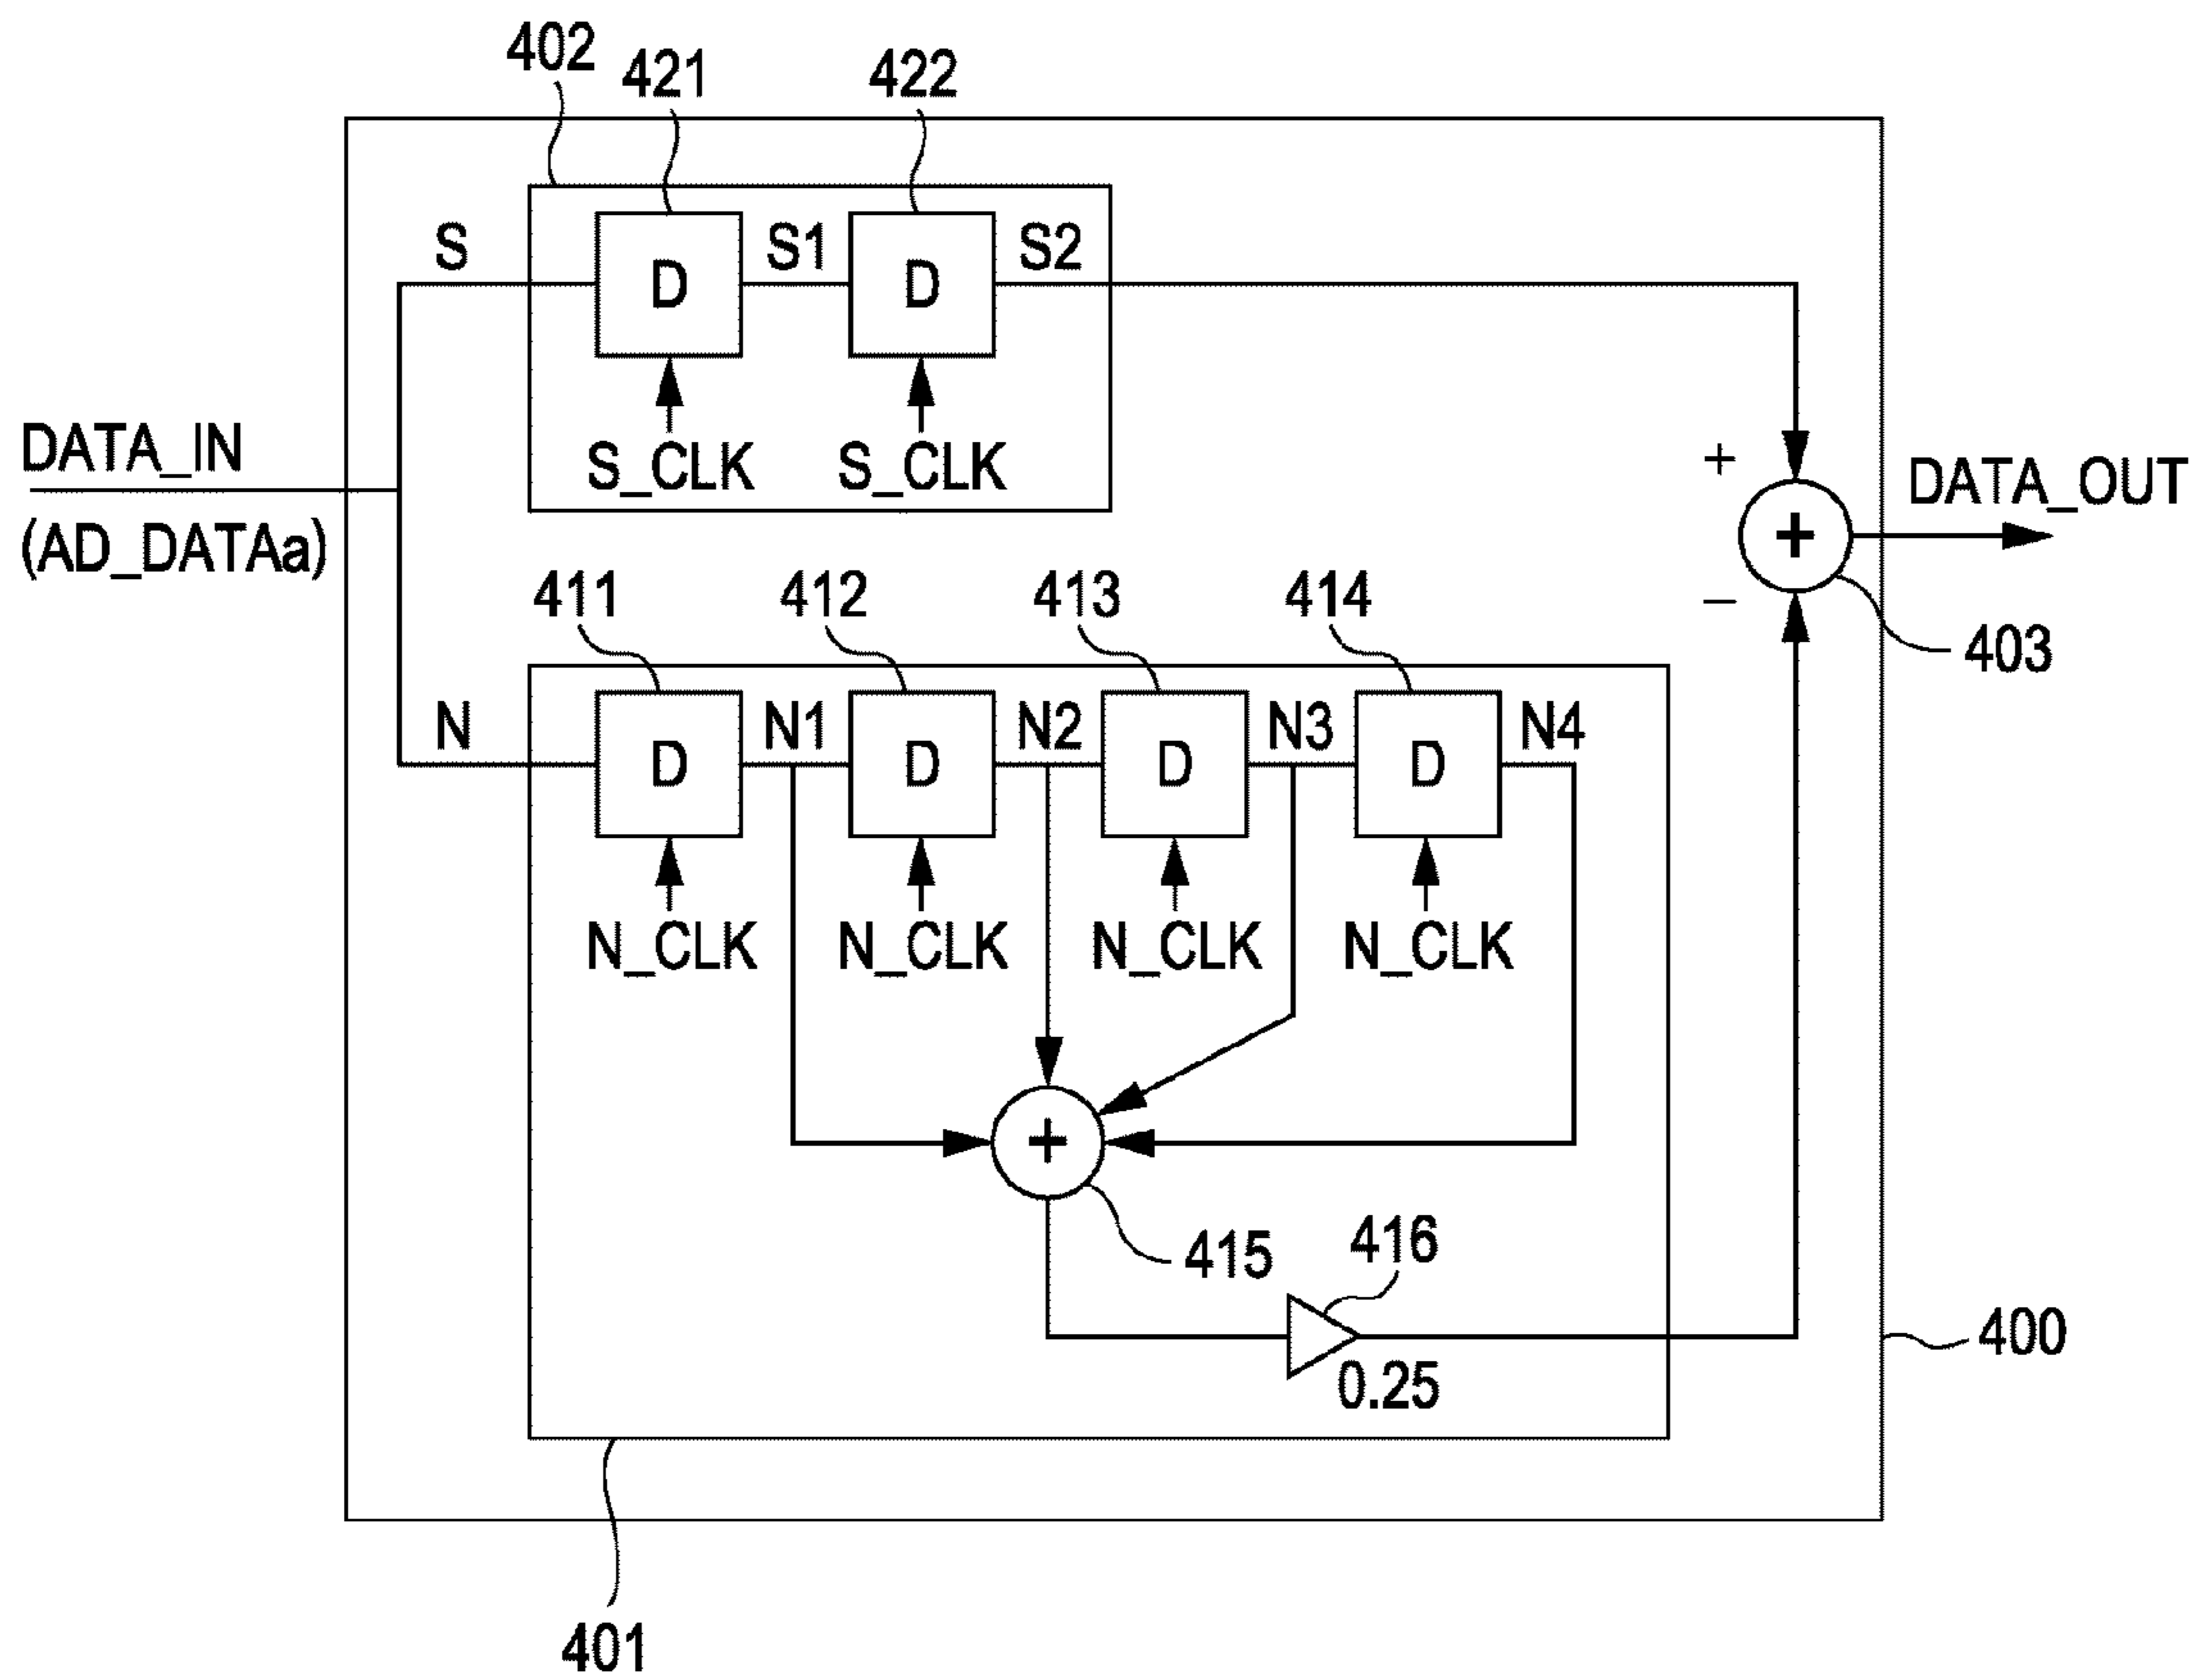 402
421
422
S
D
S1
D
S2
S_CLK
S_CLK
DATA_IN
(AD_DATAa)
+
+
−
DATA_OUT
403
411
412
413
414
N
D
N1
D
N2
D
N3
D
N4
N_CLK
N_CLK
N_CLK
N_CLK
+
415
416
0.25
400
401